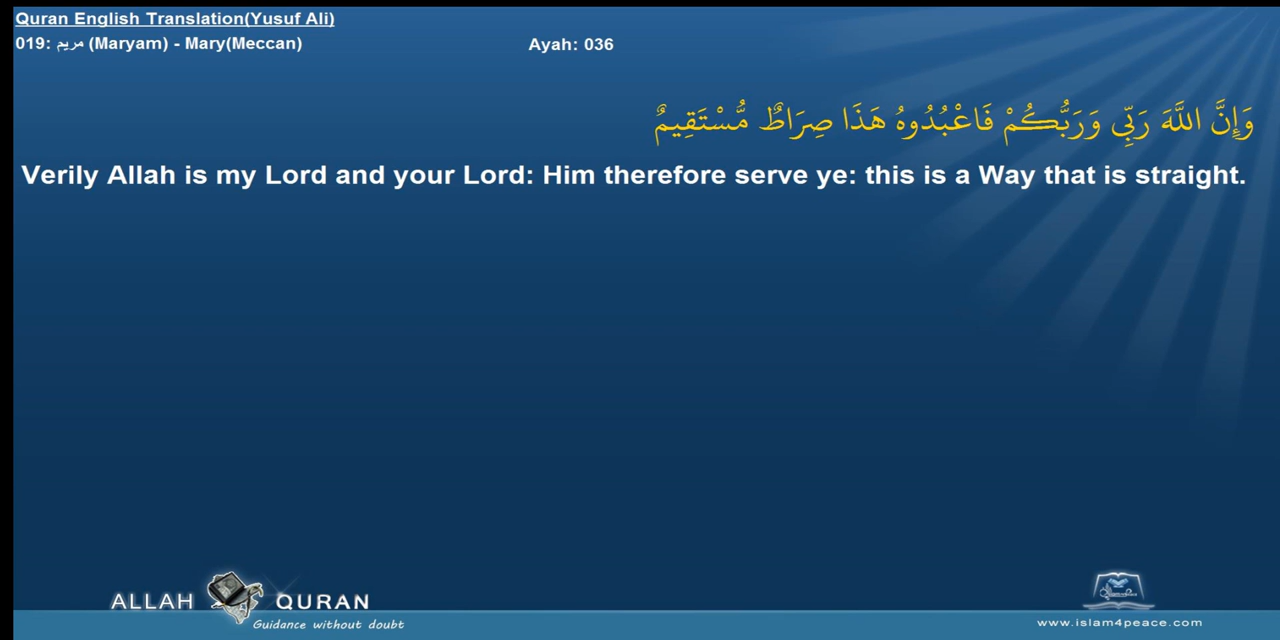 Quran English Translation(Yusuf Ali)
019: مريم (Maryam) - Mary(Meccan) Ayah: 036
وَإِنَّ اللَّهَ رَبِّي وَرَبُّكُمْ فَاعْبُدُوهُ هَذَا صِرَاطٌ مُّسْتَقِيمٌ
Verily Allah is my Lord and your Lord: Him therefore serve ye: this is a Way that is straight.
ALLAH QURAN
Guidance without doubt
www.islam4peace.com